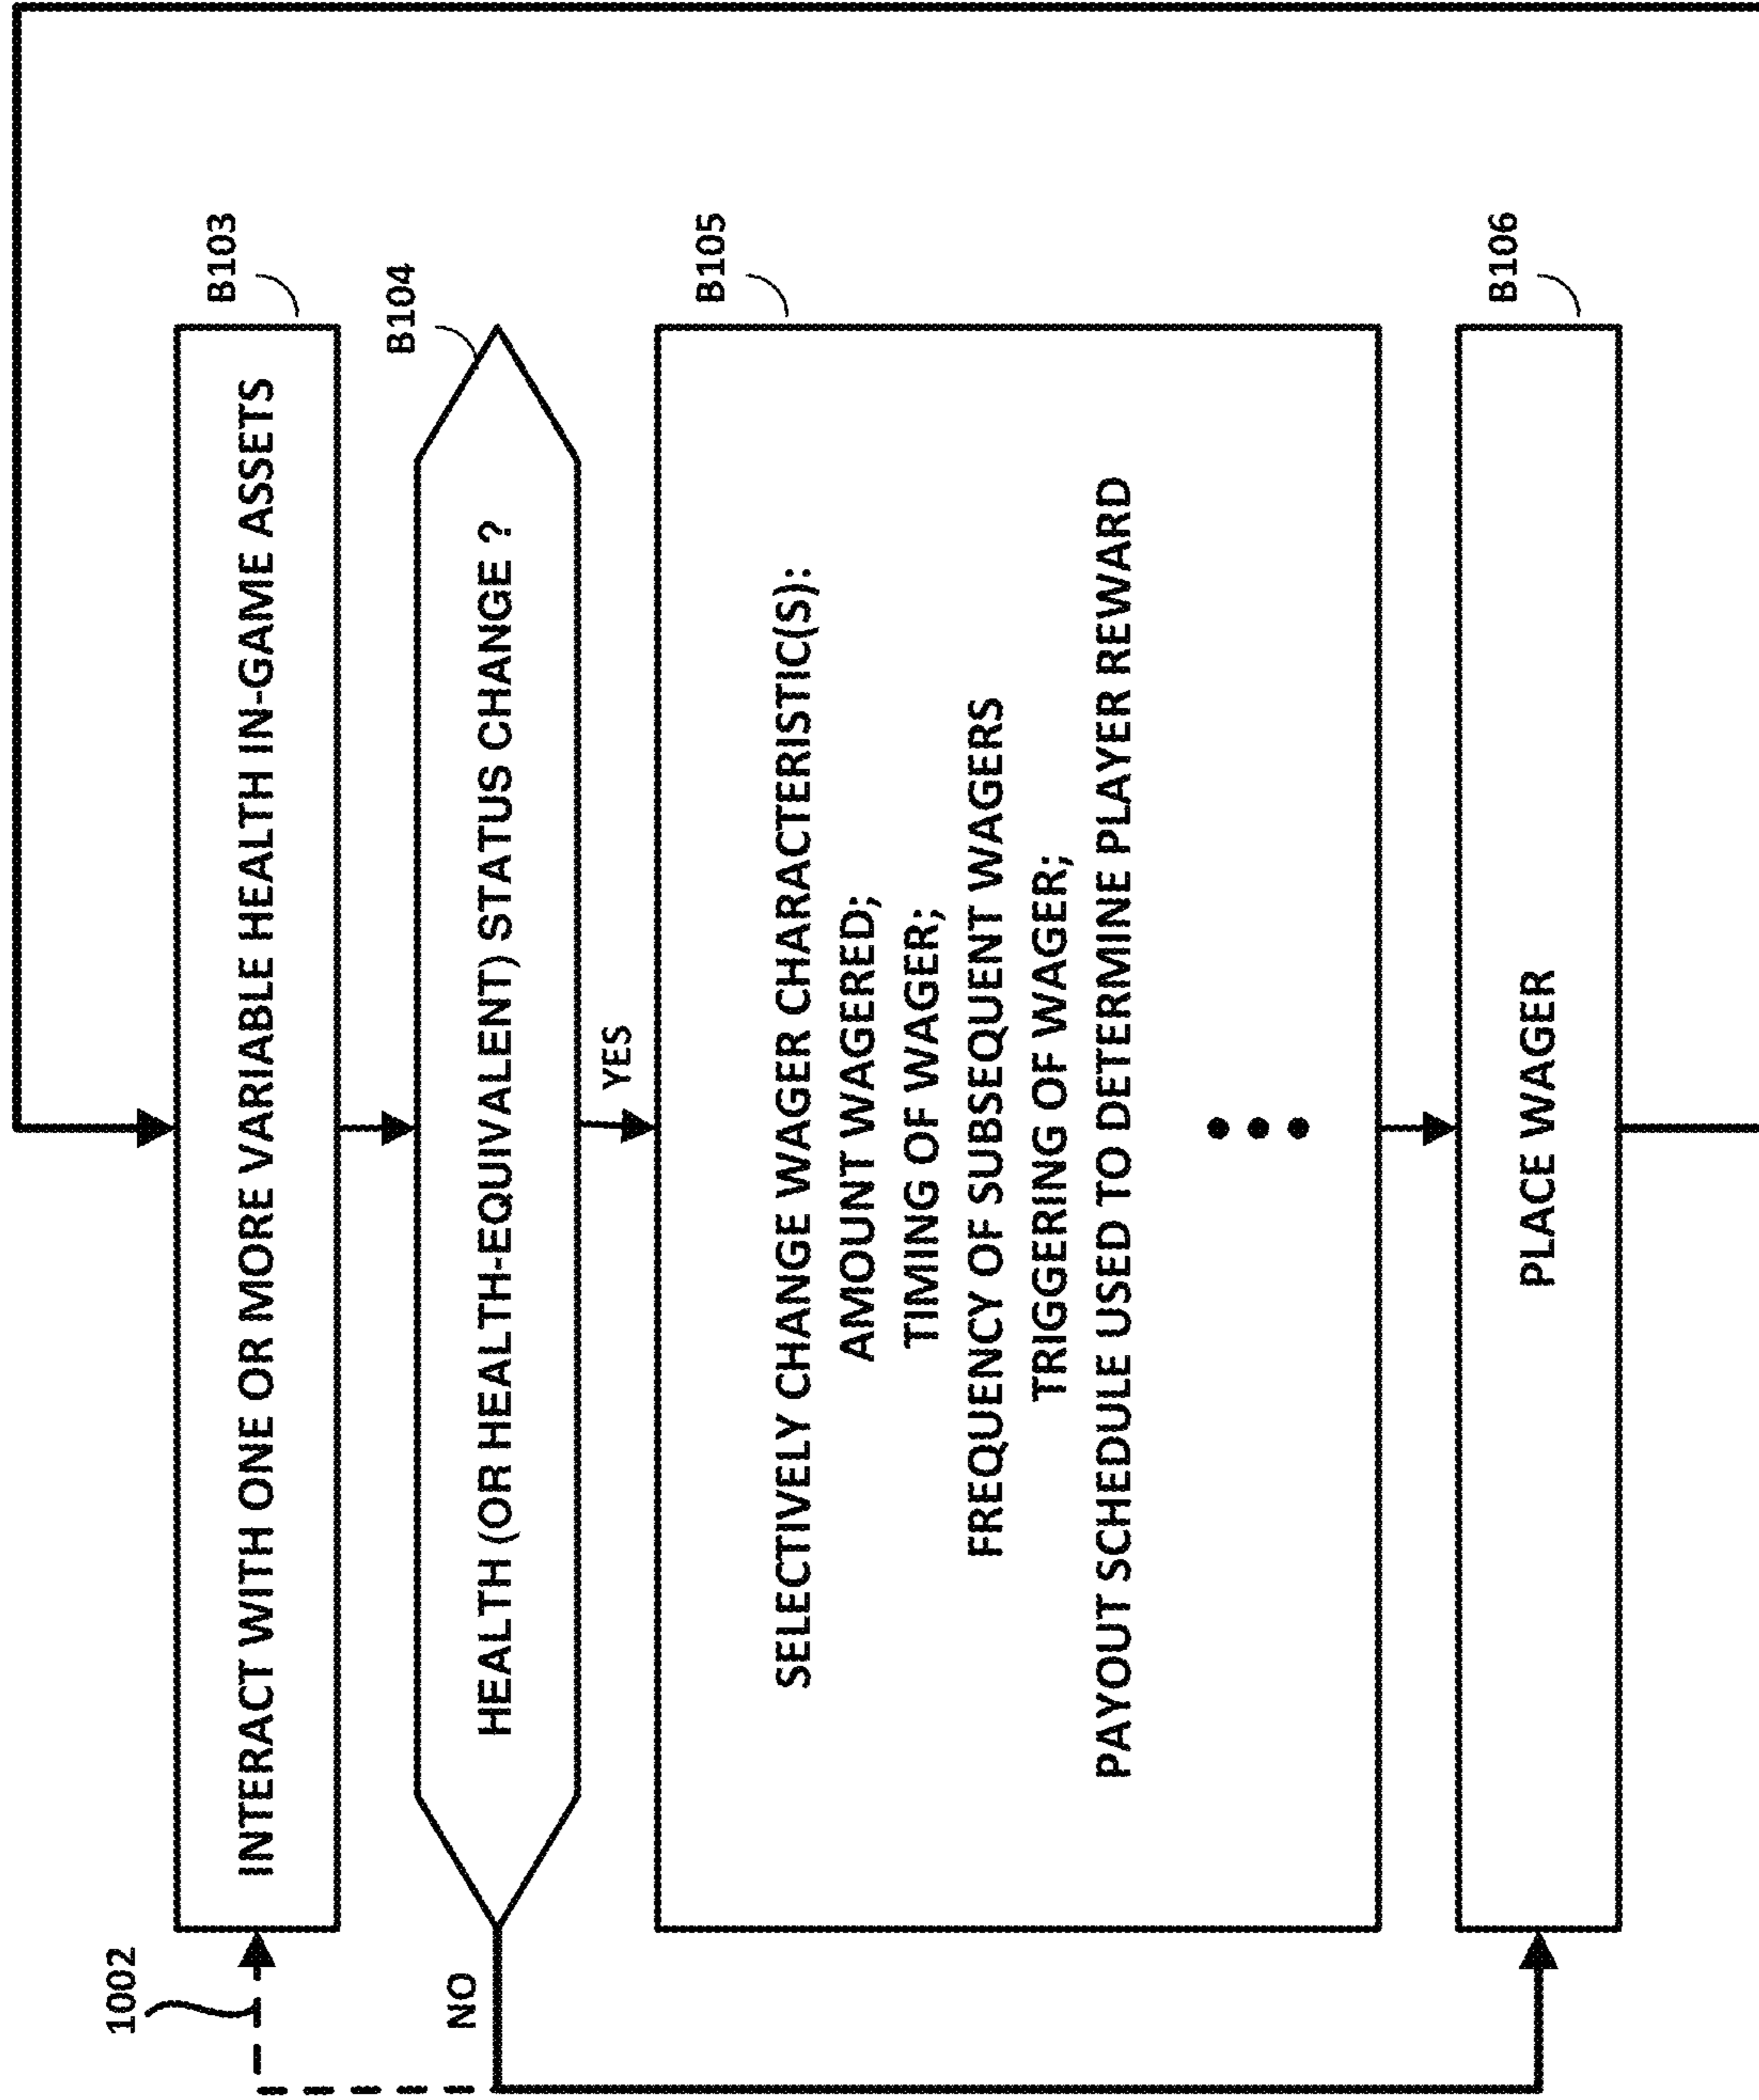 B103
INTERACT WITH ONE OR MORE VARIABLE HEALTH IN-GAME ASSETS
1002
B104
HEALTH (OR HEALTH-EQUIVALENT) STATUS CHANGE ?
NO
YES
B105
SELECTIVELY CHANGE WAGER CHARACTERISTIC(S):
AMOUNT WAGERED;
TIMING OF WAGER;
FREQUENCY OF SUBSEQUENT WAGERS
TRIGGERING OF WAGER;
PAYOUT SCHEDULE USED TO DETERMINE PLAYER REWARD
B106
PLACE WAGER